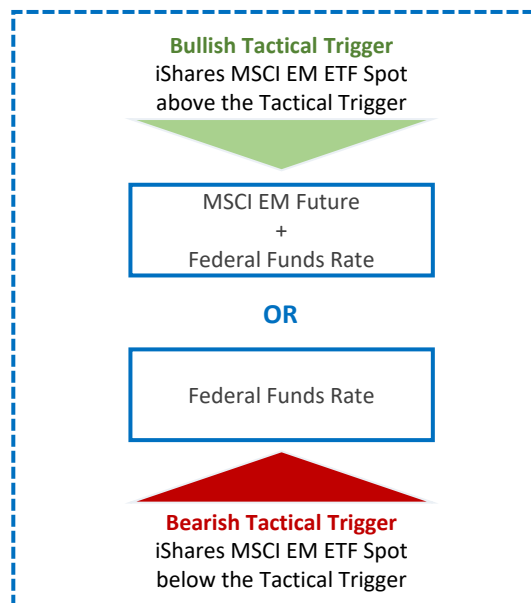 Bullish Tactical Trigger
iShares MSCI EM ETF Spot
above the Tactical Trigger
MSCI EM Future
+
Federal Funds Rate
OR
Federal Funds Rate
Bearish Tactical Trigger
iShares MSCI EM ETF Spot
below the Tactical Trigger